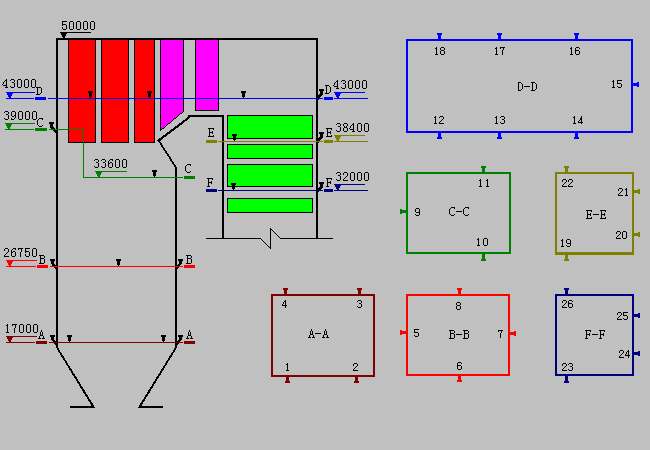 50000
43000 D
D 43000
39000 C
E E 38400
33600 C
F F 32000
26750 B B
17000 A A
18 17 16
D-D
15
12 13 14
11
9 C-C
10
22
21
E-E
20
19
4 3
A-A
1 2
8
5 B-B 7
6
26
25
F-F
24
23